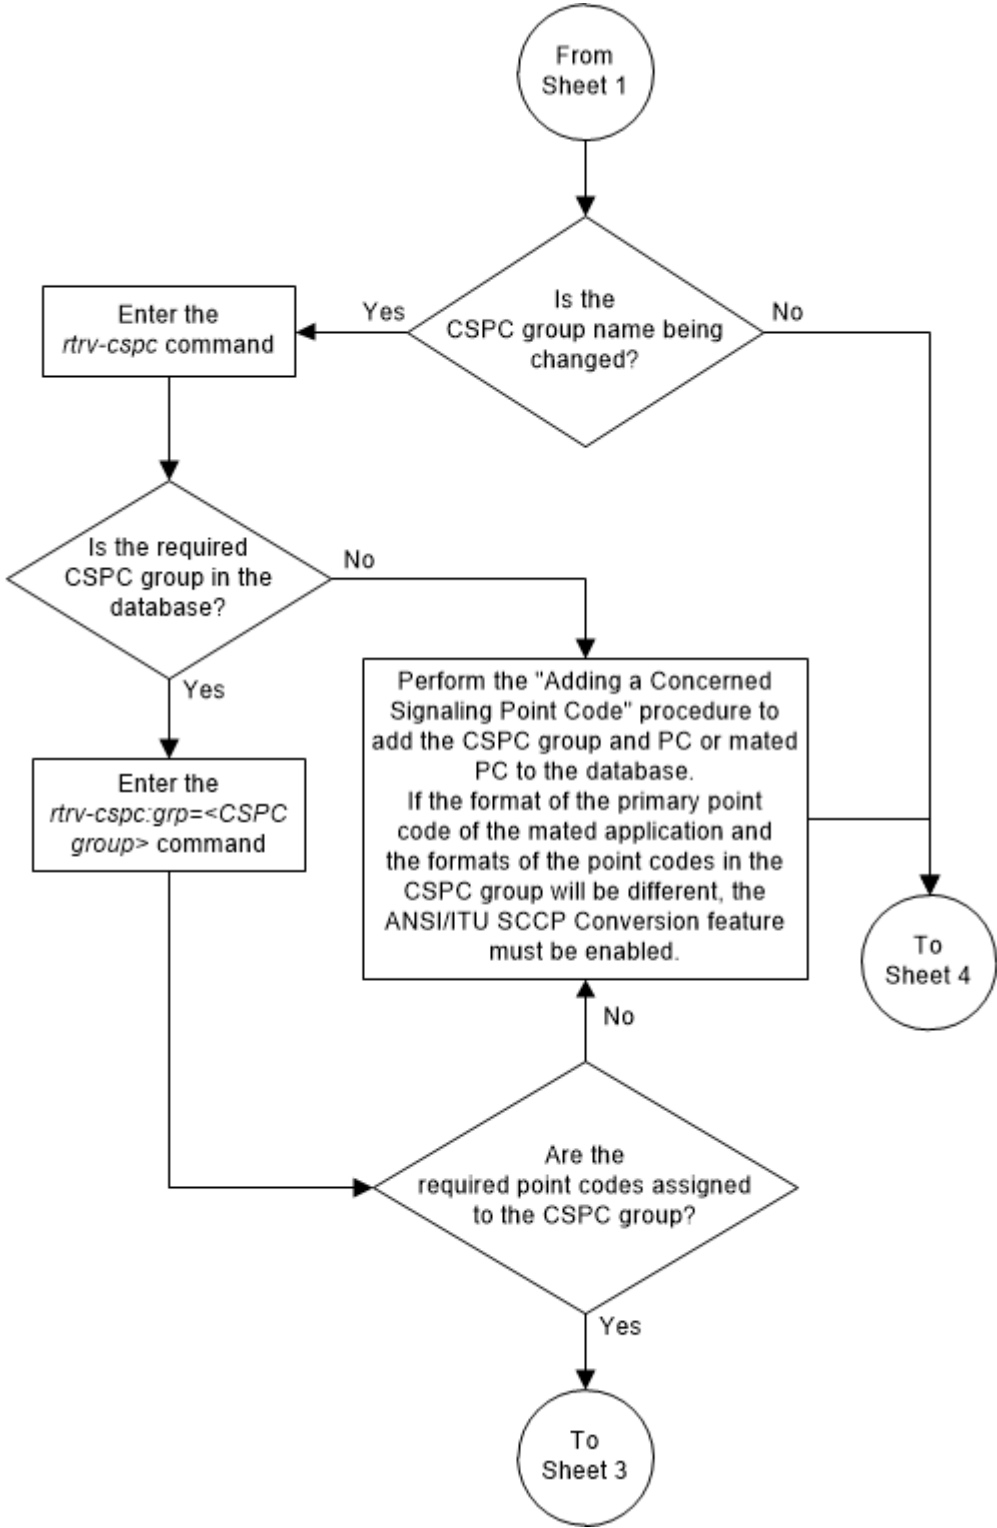 From
Sheet 1
Is the
CSPC group name being
changed?
Yes
No
Enter the
rtrv-cspc command
Is the required
CSPC group in the
database?
No
Yes
Perform the "Adding a Concerned
Signaling Point Code" procedure to
add the CSPC group and PC or mated
PC to the database.
If the format of the primary point
code of the mated application and
the formats of the point codes in the
CSPC group will be different, the
ANSI/ITU SCCP Conversion feature
must be enabled.
Enter the
rtrv-cspc:grp=<CSPC
group> command
To
Sheet 4
No
Are the
required point codes assigned
to the CSPC group?
Yes
To
Sheet 3